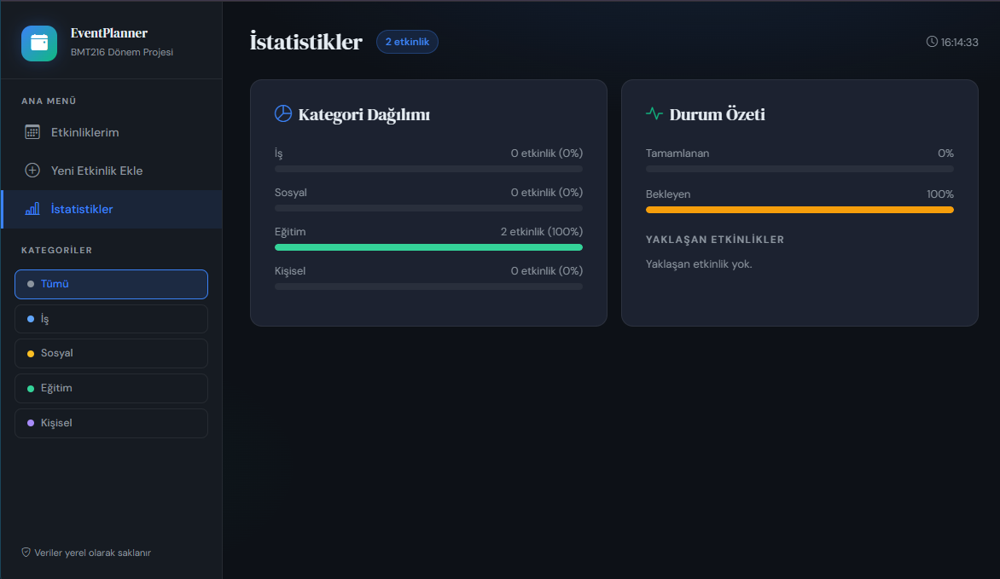 EventPlanner
BMT216 Dönem Projesi
ANA MENÜ
Etkinliklerim
Yeni Etkinlik Ekle
İstatistikler
KATEGORİLER
Tümü
İş
Sosyal
Eğitim
Kişisel
Veriler yerel olarak saklanır
İstatistikler
2 etkinlik
16:14:33
Kategori Dağılımı
İş 0 etkinlik (0%)
Sosyal 0 etkinlik (0%)
Eğitim 2 etkinlik (100%)
Kişisel 0 etkinlik (0%)
Durum Özeti
Tamamlanan 0%
Bekleyen 100%
YAKLAŞAN ETKİNLİKLER
Yaklaşan etkinlik yok.